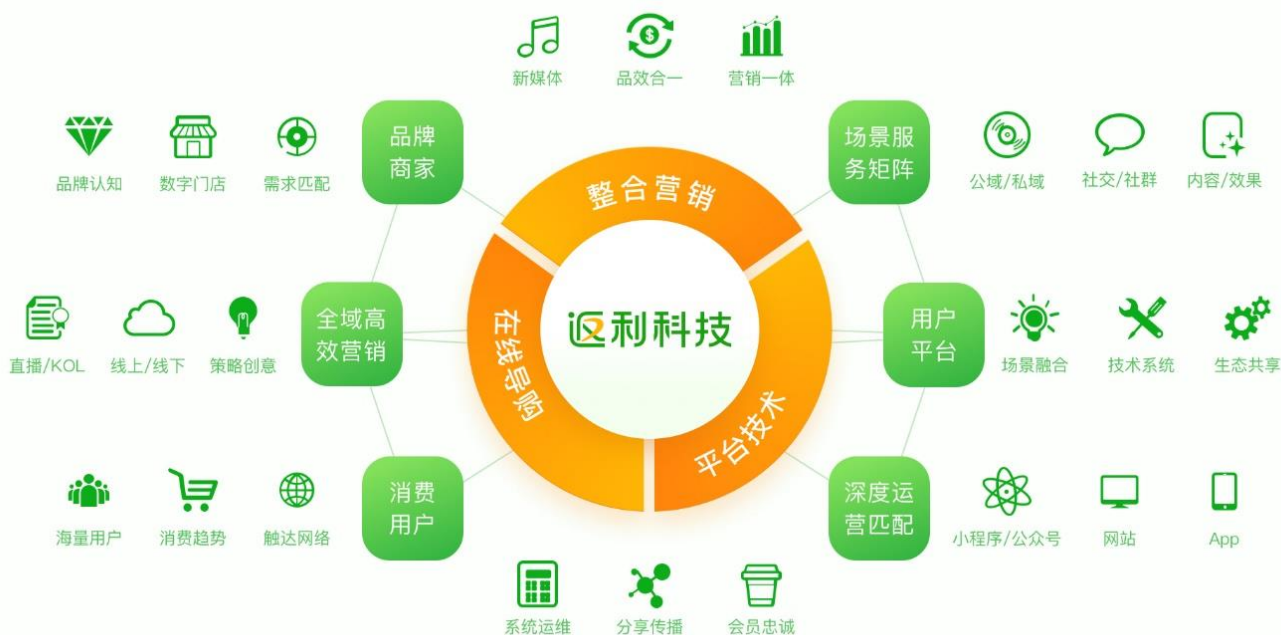 新媒体
品效合一
营销一体
品牌
商家
场景服
务矩阵
品牌认知
数字门店
需求匹配
公域/私域
社交/社群
内容/效果
整合营销
在线导购
平台技术
返利科技
全域高
效营销
用户
平台
直播/KOL
线上/线下
策略创意
场景融合
技术系统
生态共享
消费
用户
深度运
营匹配
海量用户
消费趋势
触达网络
小程序/公众号
网站
App
系统运维
分享传播
会员忠诚